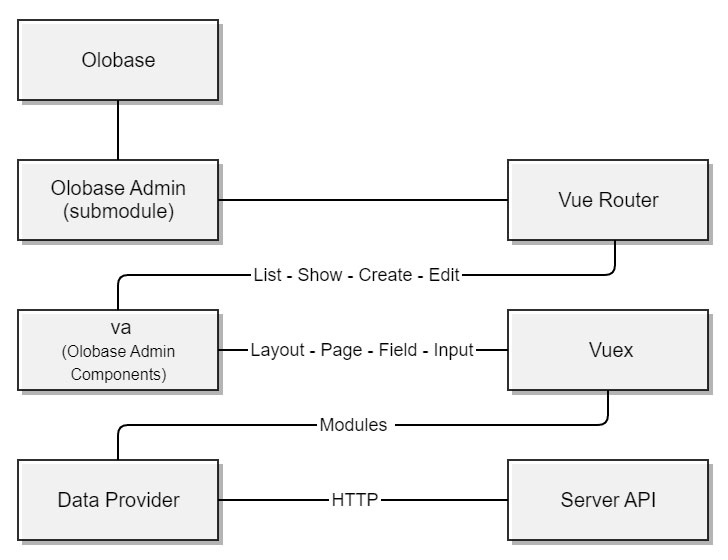 Olobase
Olobase Admin
(submodule)
Vue Router
List - Show - Create - Edit
va
(Olobase Admin
Components)
Layout - Page - Field - Input
Vuex
Modules
Data Provider
HTTP
Server API